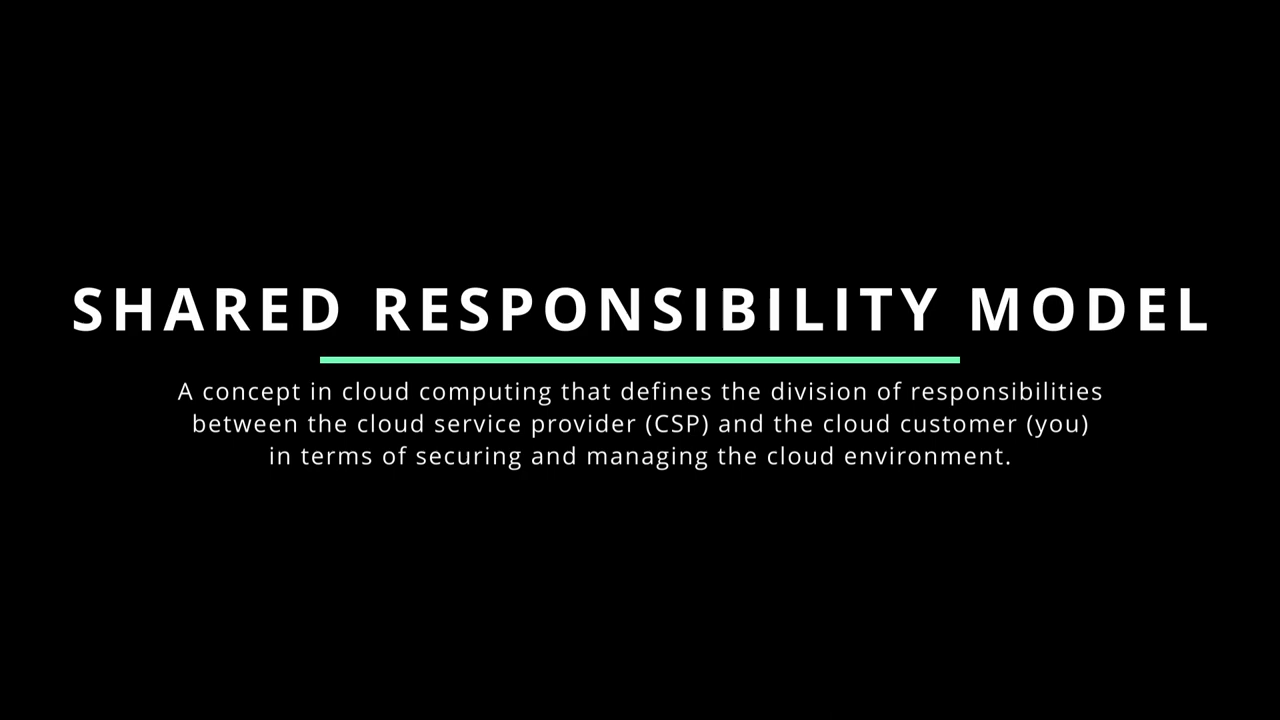 SHARED RESPONSIBILITY MODEL
A concept in cloud computing that defines the division of responsibilities
between the cloud service provider (CSP) and the cloud customer (you)
in terms of securing and managing the cloud environment.